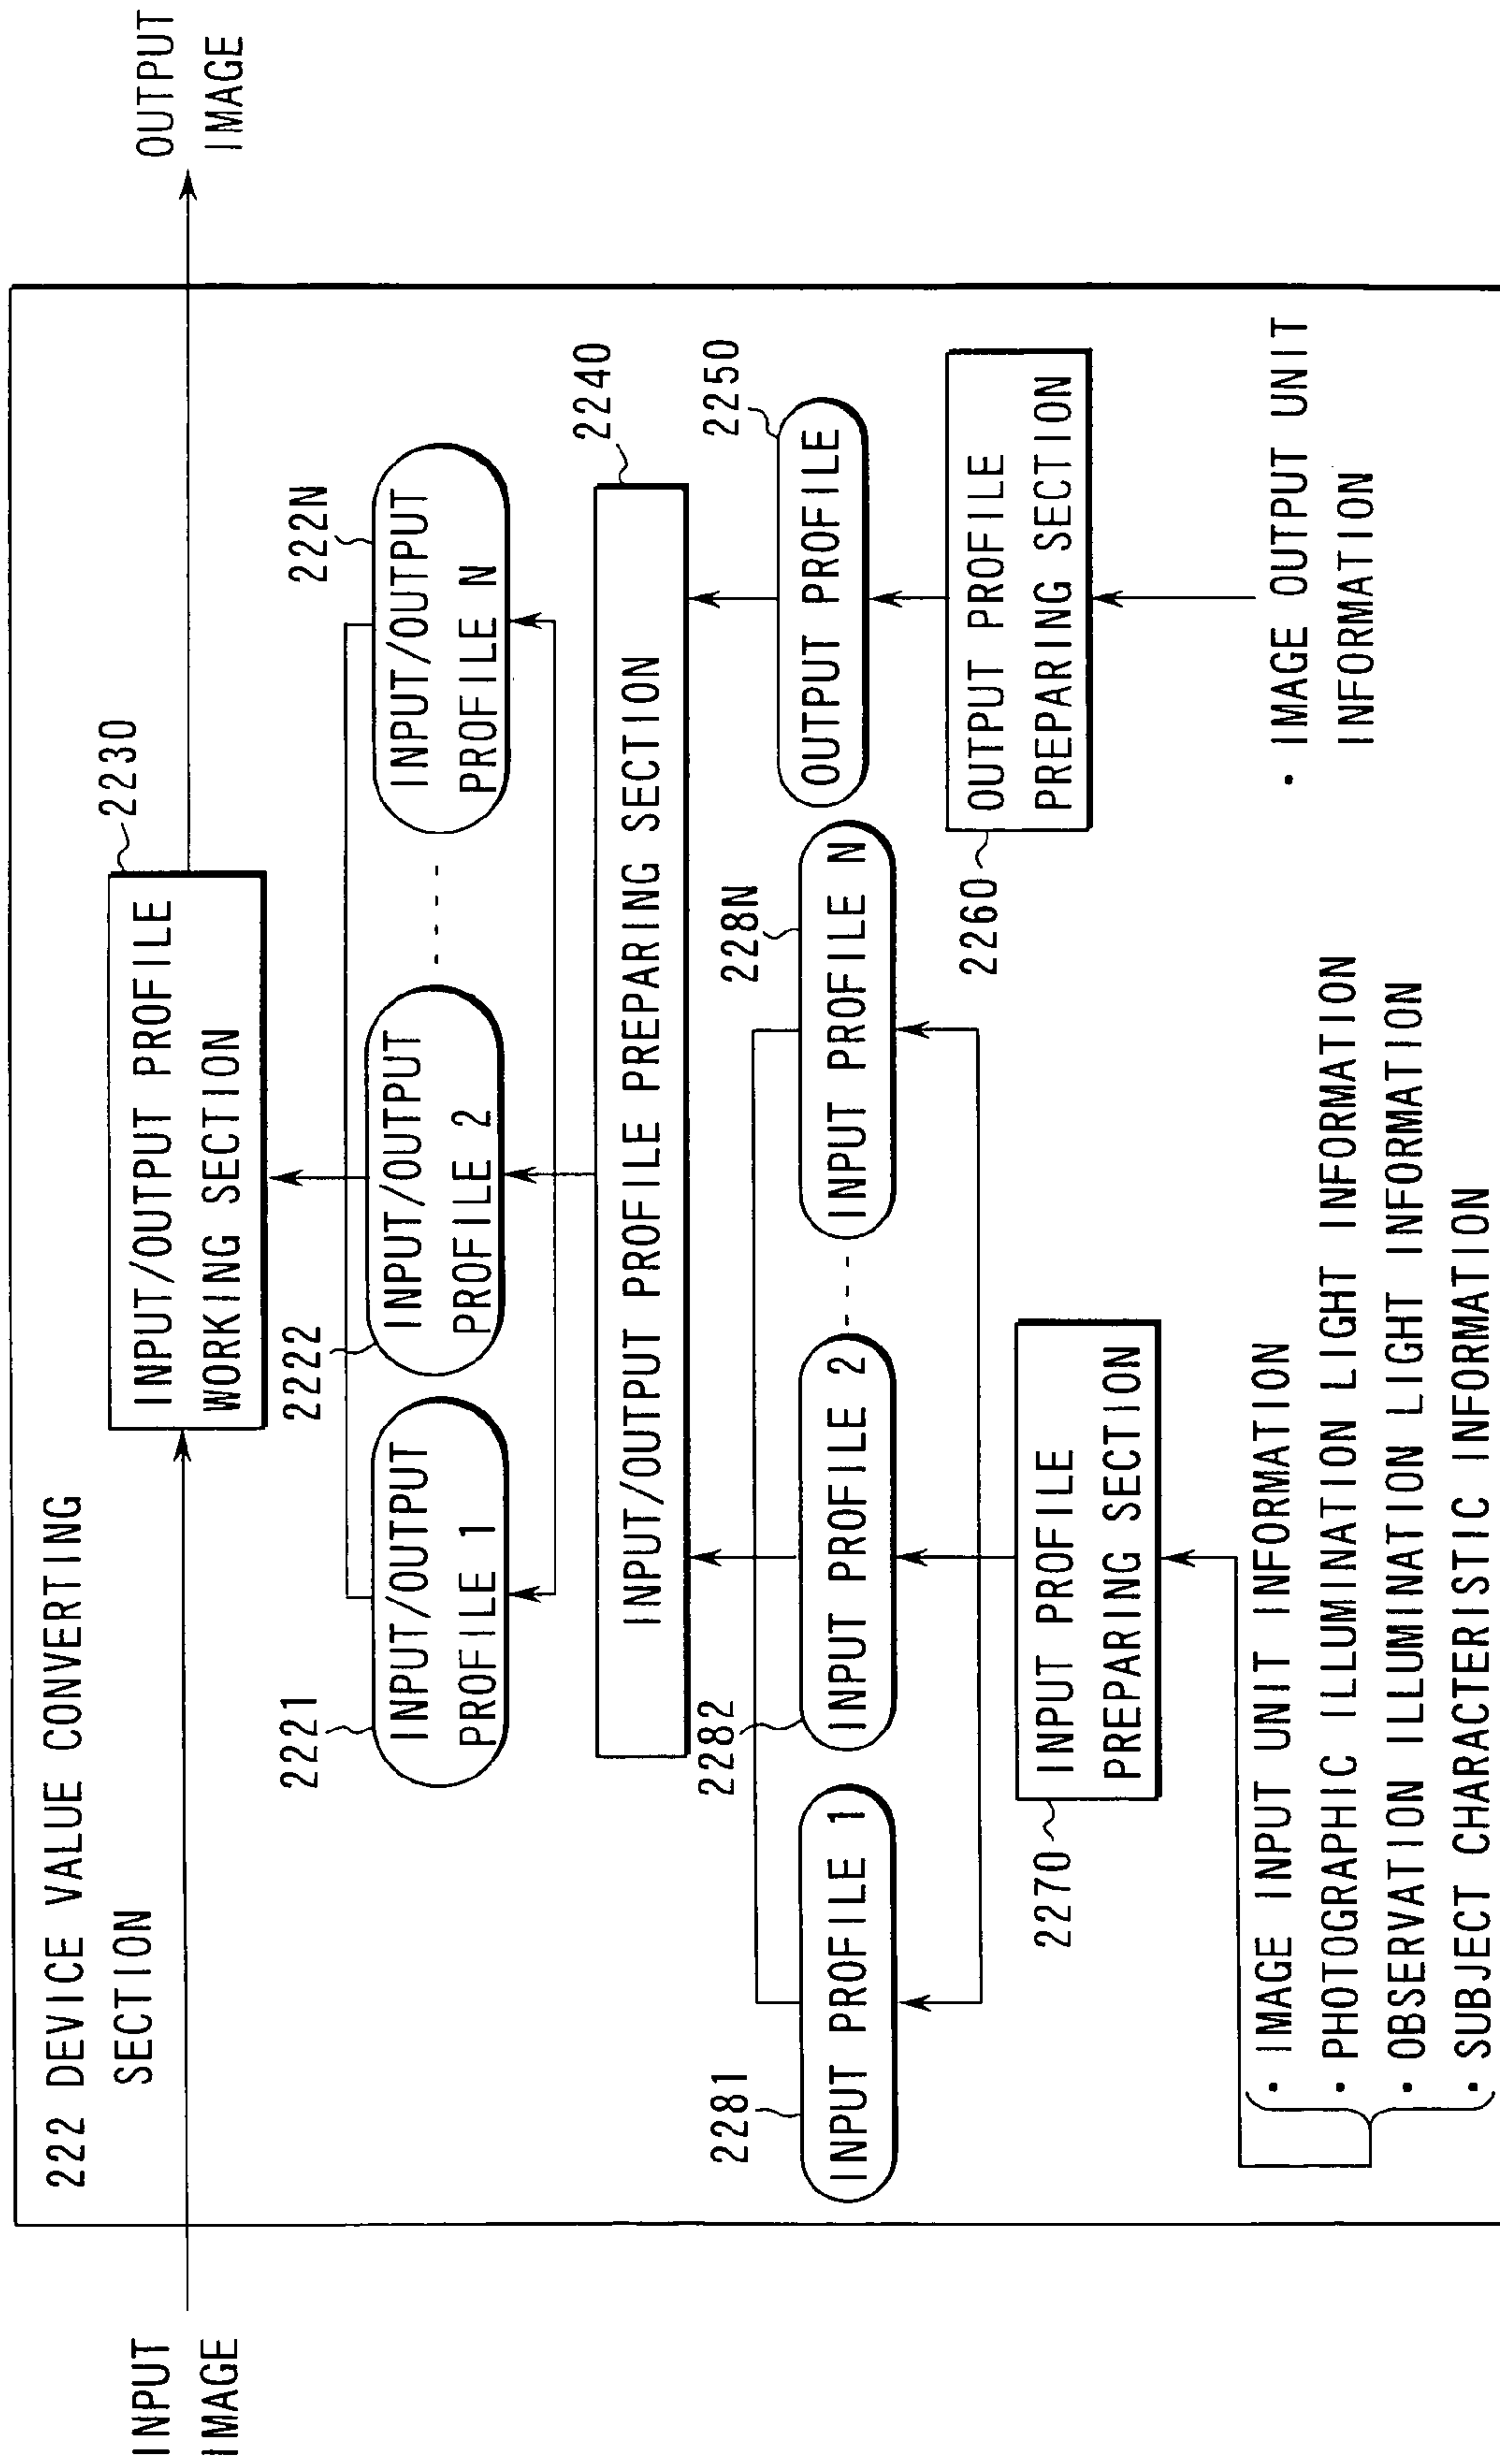 INPUT
IMAGE
222 DEVICE VALUE CONVERTING
SECTION
INPUT/OUTPUT PROFILE
WORKING SECTION
2230
OUTPUT
IMAGE
2221
INPUT/OUTPUT
PROFILE 1
2222
INPUT/OUTPUT
PROFILE 2
222N
INPUT/OUTPUT
PROFILE N
INPUT/OUTPUT PROFILE PREPARING SECTION
2240
2281
INPUT PROFILE 1
2282
INPUT PROFILE 2
228N
INPUT PROFILE N
2250
OUTPUT PROFILE
2270
INPUT PROFILE
PREPARING SECTION
2260
OUTPUT PROFILE
PREPARING SECTION
· IMAGE INPUT UNIT INFORMATION
· PHOTOGRAPHIC ILLUMINATION LIGHT INFORMATION
· OBSERVATION ILLUMINATION LIGHT INFORMATION
· SUBJECT CHARACTERISTIC INFORMATION
· IMAGE OUTPUT UNIT
INFORMATION